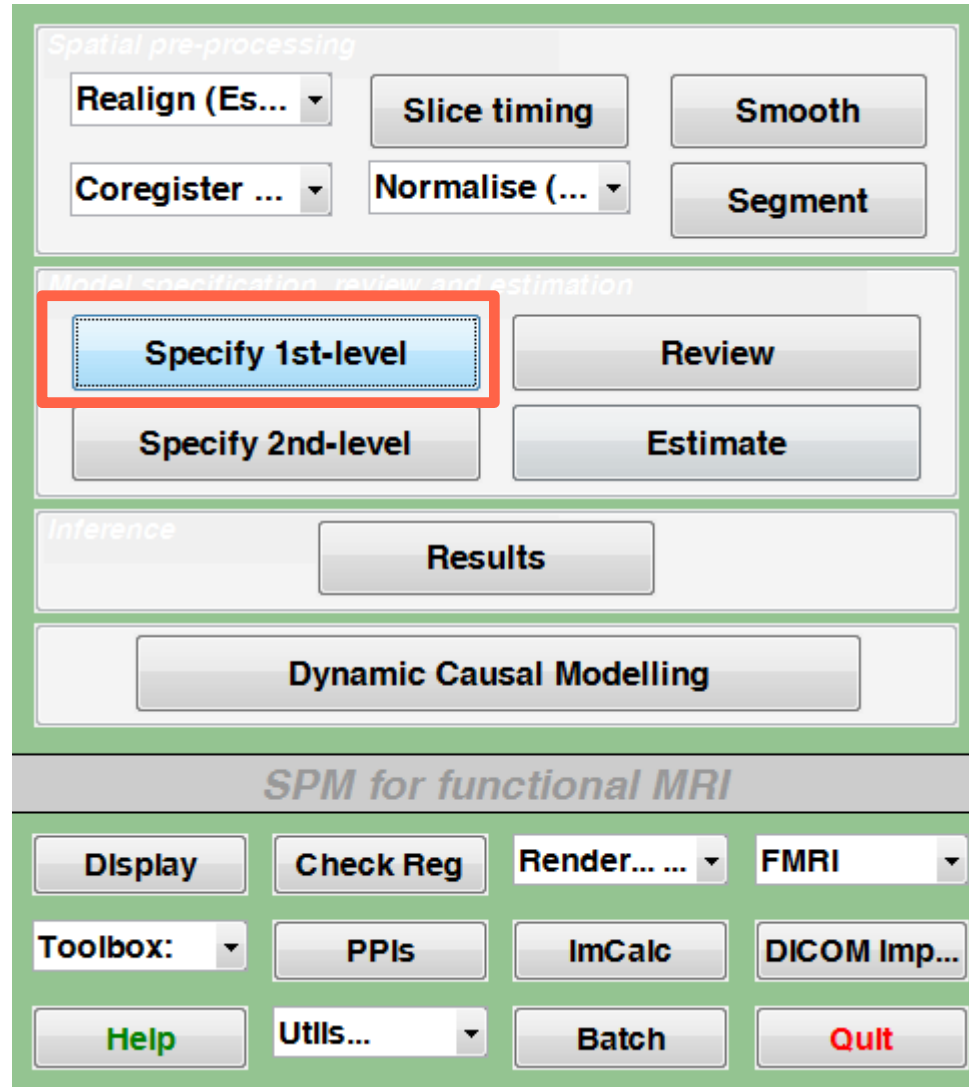 Spatial pre-processing
Realign (Es...
Slice timing
Smooth
Coregister ...
Normalise (...
Segment
Model specification, review and estimation
Specify 1st-level
Review
Specify 2nd-level
Estimate
Inference
Results
Dynamic Causal Modelling
SPM for functional MRI
Display
Check Reg
Render... ...
FMRI
Toolbox:
PPIs
ImCalc
DICOM Imp...
Help
Utils...
Batch
Quit